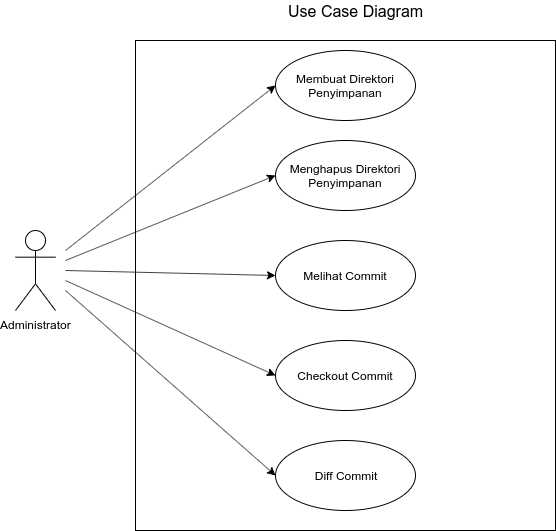 Use Case Diagram
Membuat Direktori
Penyimpanan
Menghapus Direktori
Penyimpanan
Melihat Commit
Administrator
Checkout Commit
Diff Commit